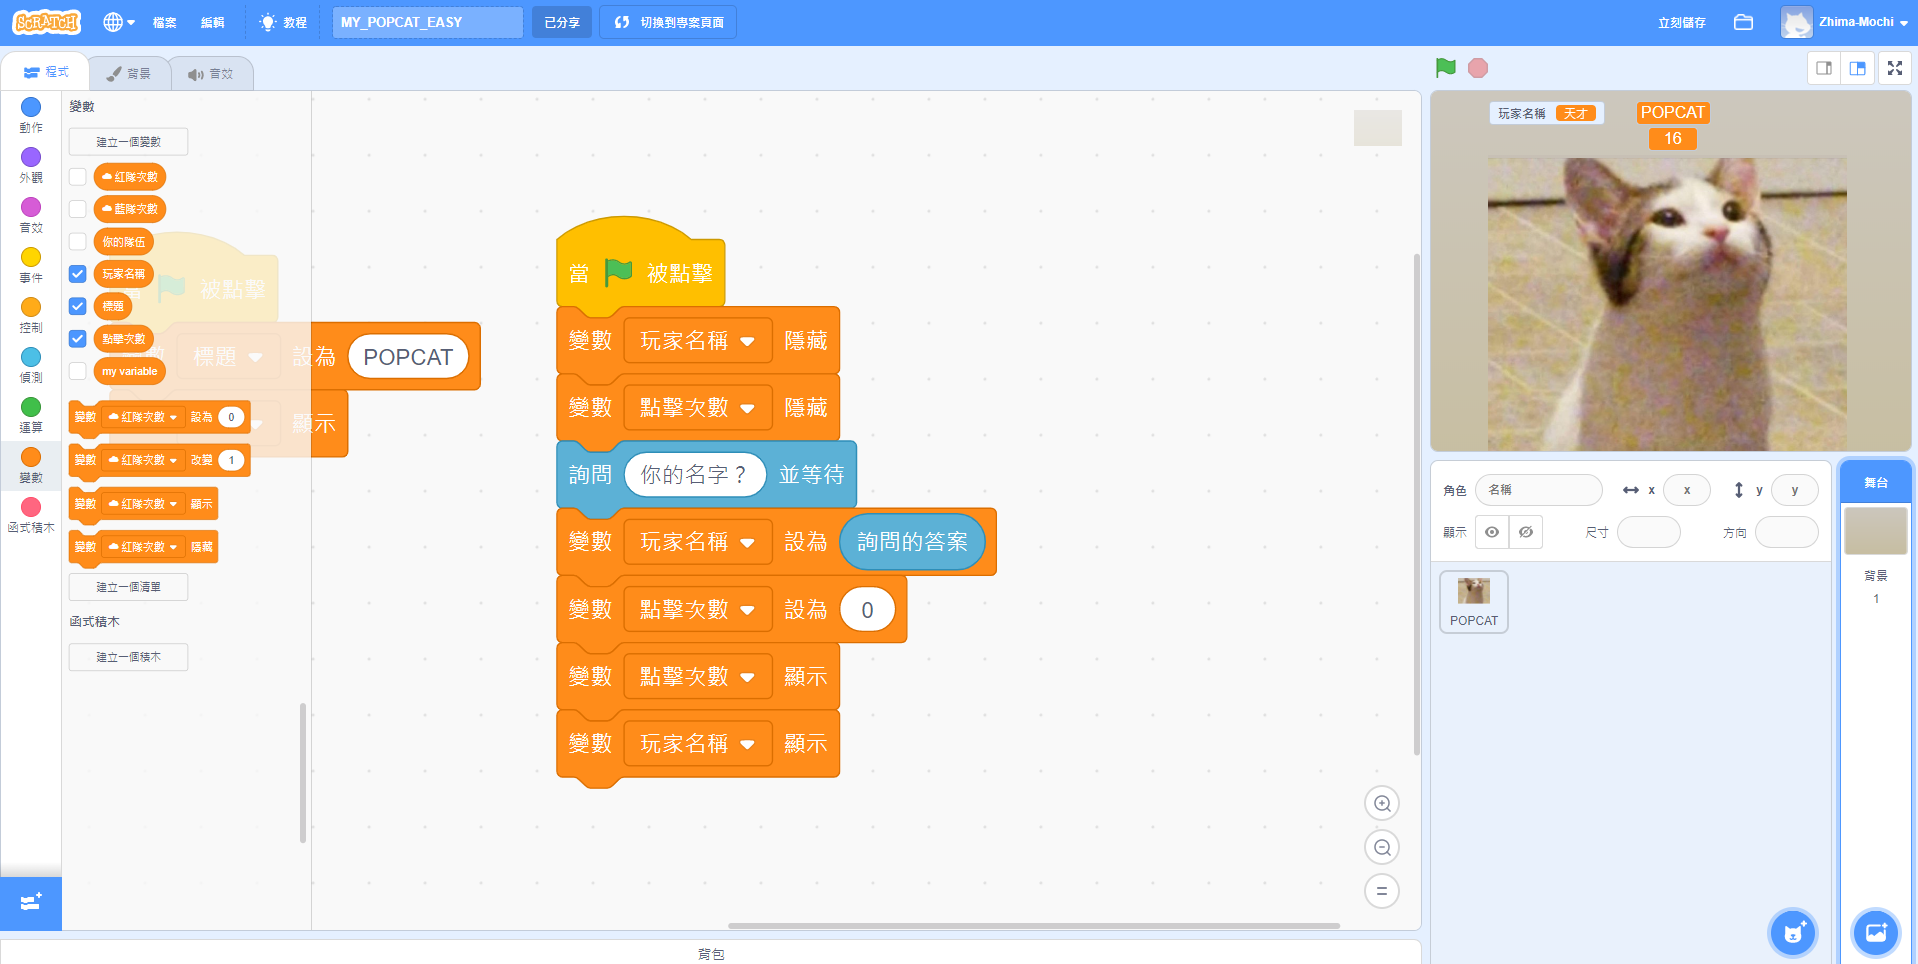 SCRATCH
檔案 編輯 教程 MY_POPCAT_EASY 已分享 切換到專案頁面 立刻儲存 Zhima-Mochi
程式 背景 音效
動作
外觀
音效
事件
控制
偵測
運算
變數
函式積木
變數
建立一個變數
紅隊次數
藍隊次數
你的隊伍
玩家名稱
標題
點擊次數
my variable
變數 紅隊次數 設為 0
變數 紅隊次數 改變 1
變數 紅隊次數 顯示
變數 紅隊次數 隱藏
建立一個清單
函式積木
建立一個積木
當 被點擊
變數 標題 設為 POPCAT
顯示
當 被點擊
變數 玩家名稱 隱藏
變數 點擊次數 隱藏
詢問 你的名字？ 並等待
變數 玩家名稱 設為 詢問的答案
變數 點擊次數 設為 0
變數 點擊次數 顯示
變數 玩家名稱 顯示
背包
玩家名稱 天才
POPCAT
16
角色 名稱 x x y y
顯示 尺寸 方向
POPCAT
舞台
背景
1